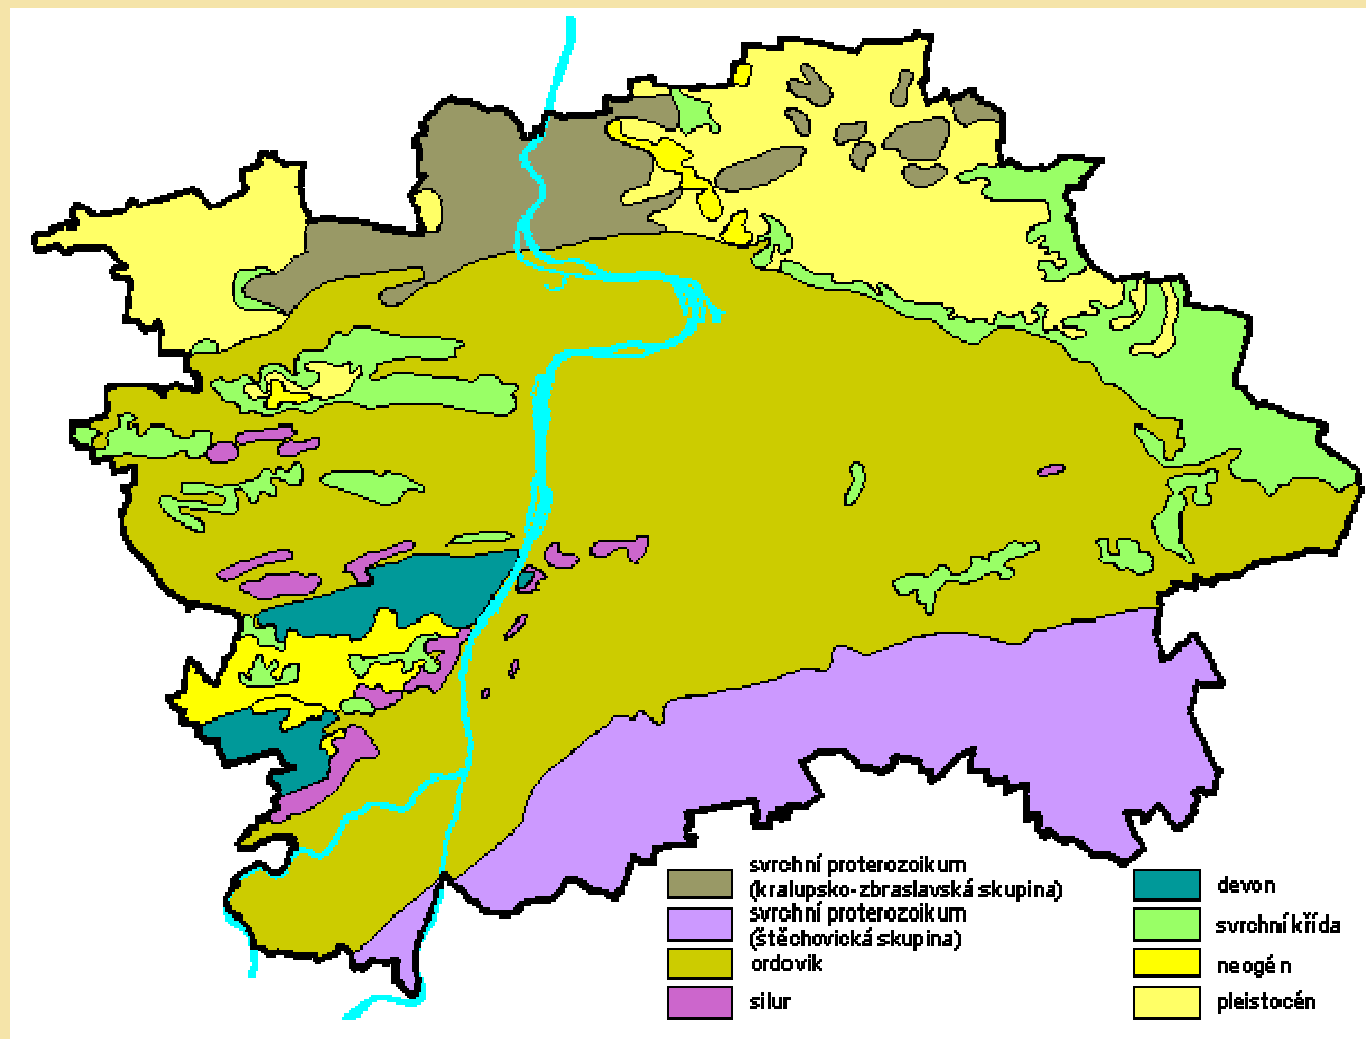 svrchní proterozoikum
(kralupsko-zbraslavská skupina)
svrchní proterozoikum
(štěchovická skupina)
ordovik
silur
devon
svrchní křída
neogén
pleistocén